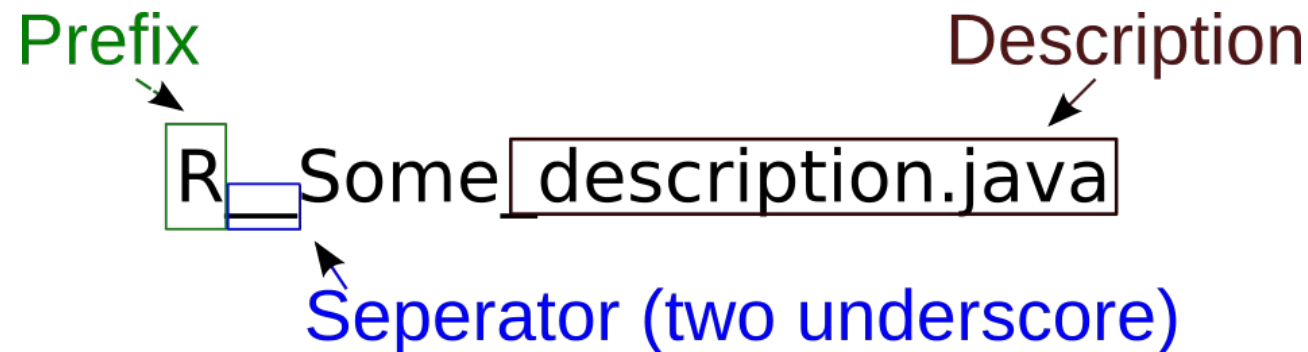 Prefix
Description
R__Some_description.java
Seperator (two underscore)